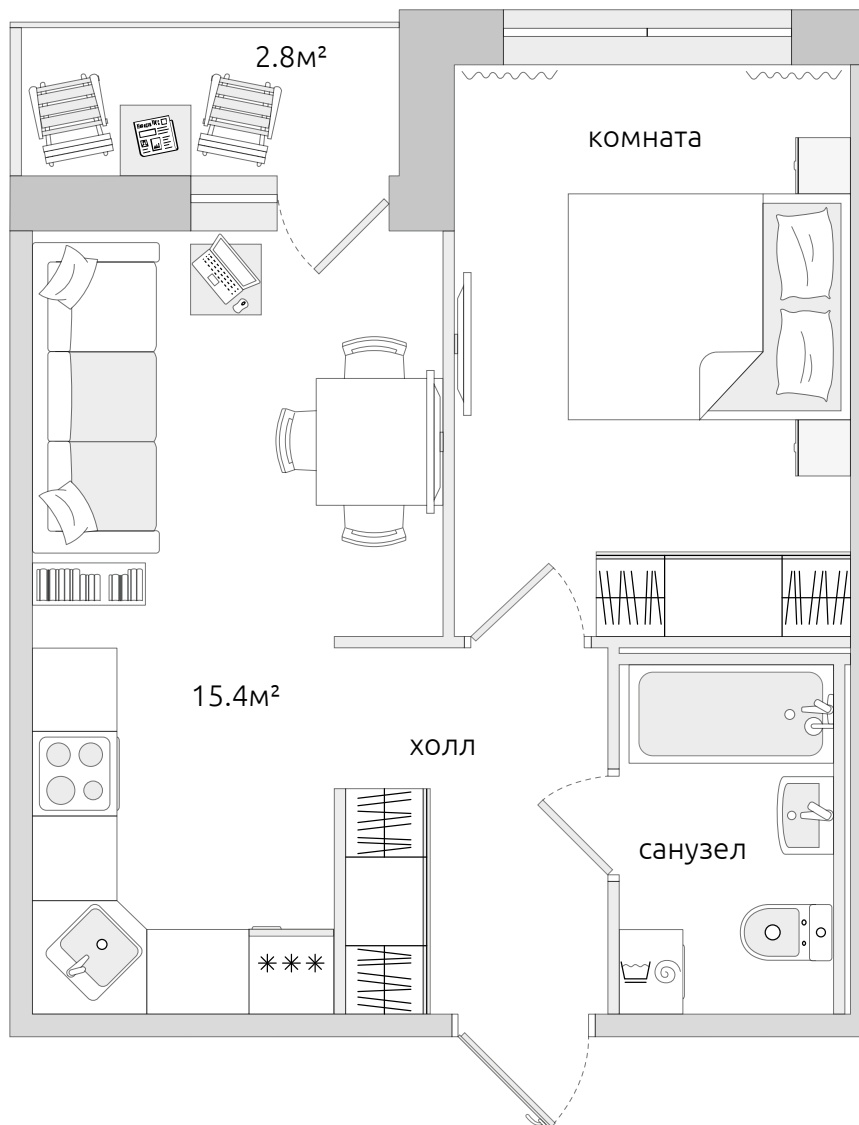 2.8м²
комната
15.4м²
холл
санузел